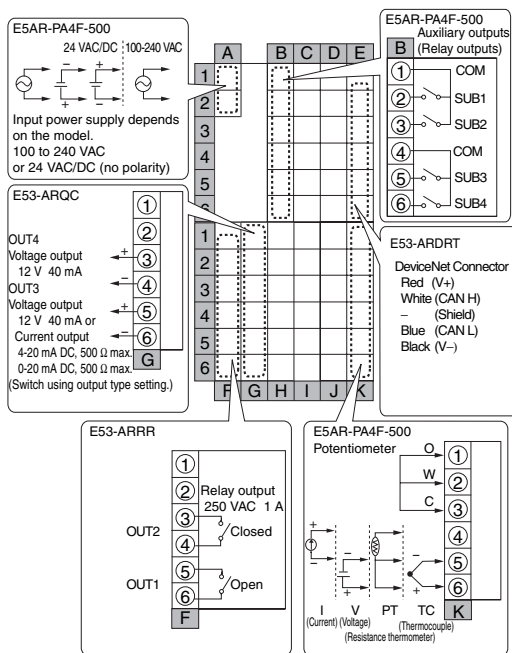 E5AR-PA4F-500
24 VAC/DC 100-240 VAC
Input power supply depends
on the model.
100 to 240 VAC
or 24 VAC/DC (no polarity)
A B C D E
1
2
3
4
5
6
1
2
3
4
5
6
F G H I J K
E5AR-PA4F-500
Auxiliary outputs
(Relay outputs)
B
1 COM
2 SUB1
3 SUB2
4 COM
5 SUB3
6 SUB4
E53-ARQC
1
2
3
4
5
6
G
OUT4
Voltage output
12 V 40 mA
OUT3
Voltage output
12 V 40 mA or
Current output
4-20 mA DC, 500 Ω max.
0-20 mA DC, 500 Ω max.
(Switch using output type setting.)
+
−
+
−
E53-ARDRT
DeviceNet Connector
Red (V+)
White (CAN H)
− (Shield)
Blue (CAN L)
Black (V−)
E53-ARRR
1
2
3
4
5
6
F
Relay output
250 VAC 1 A
OUT2 Closed
OUT1 Open
E5AR-PA4F-500
Potentiometer
O
W
C
1
2
3
4
5
6
K
+ − − + − +
I V PT TC
(Current) (Voltage) (Thermocouple)
(Resistance thermometer)